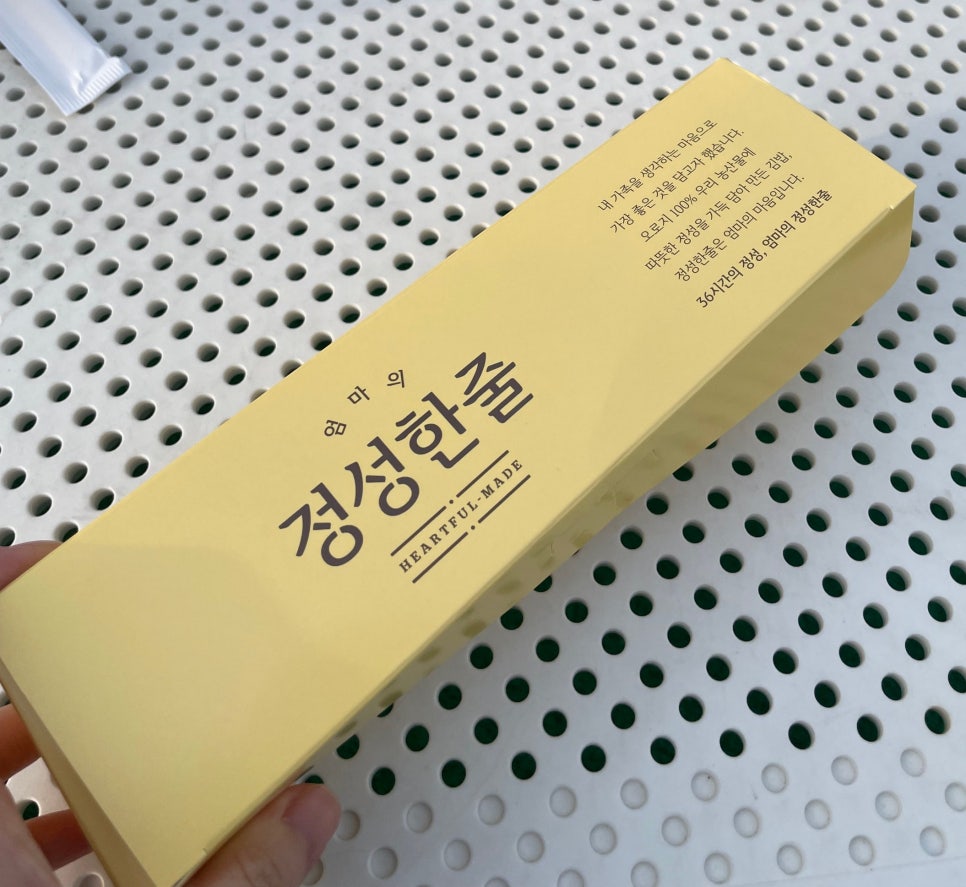 엄마의
정성한줄
HEARTFUL-MADE
내 가족을 생각하는 마음으로
가장 좋은 것을 담고자 했습니다.
오로지 100% 우리 농산물에
따뜻한 정성을 가득 담아 만든 김밥,
정성한줄은 엄마의 마음입니다.
36시간의 정성, 엄마의 정성한줄